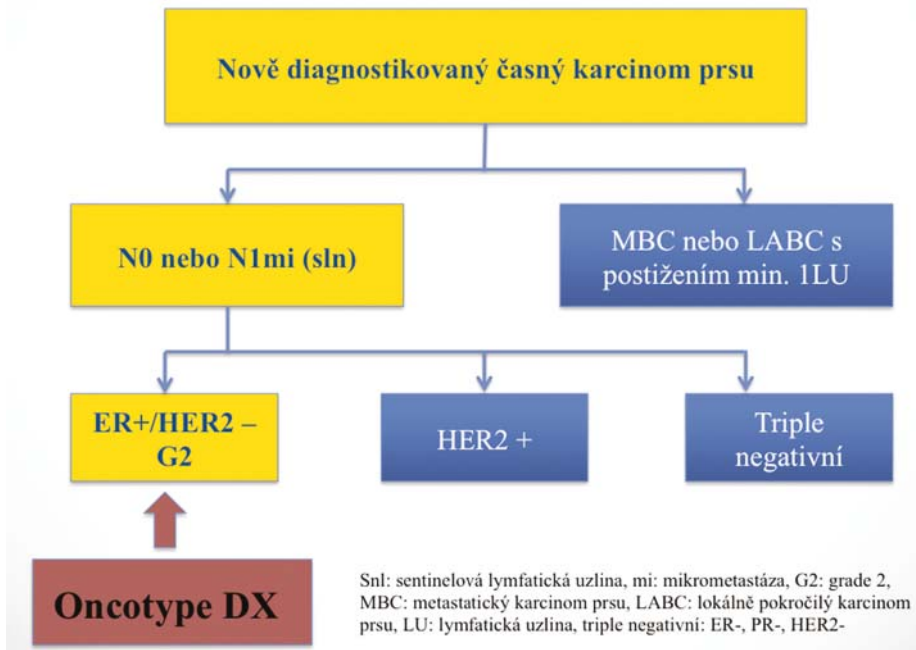 Nově diagnostikovaný časný karcinom prsu
N0 nebo N1mi (sln)
MBC nebo LABC s
postižením min. 1LU
ER+/HER2 –
G2
HER2 +
Triple
negativní
Oncotype DX
Snl: sentinelová lymfatická uzlina, mi: mikrometastáza, G2: grade 2,
MBC: metastatický karcinom prsu, LABC: lokálně pokročilý karcinom
prsu, LU: lymfatická uzlina, triple negativní: ER-, PR-, HER2-